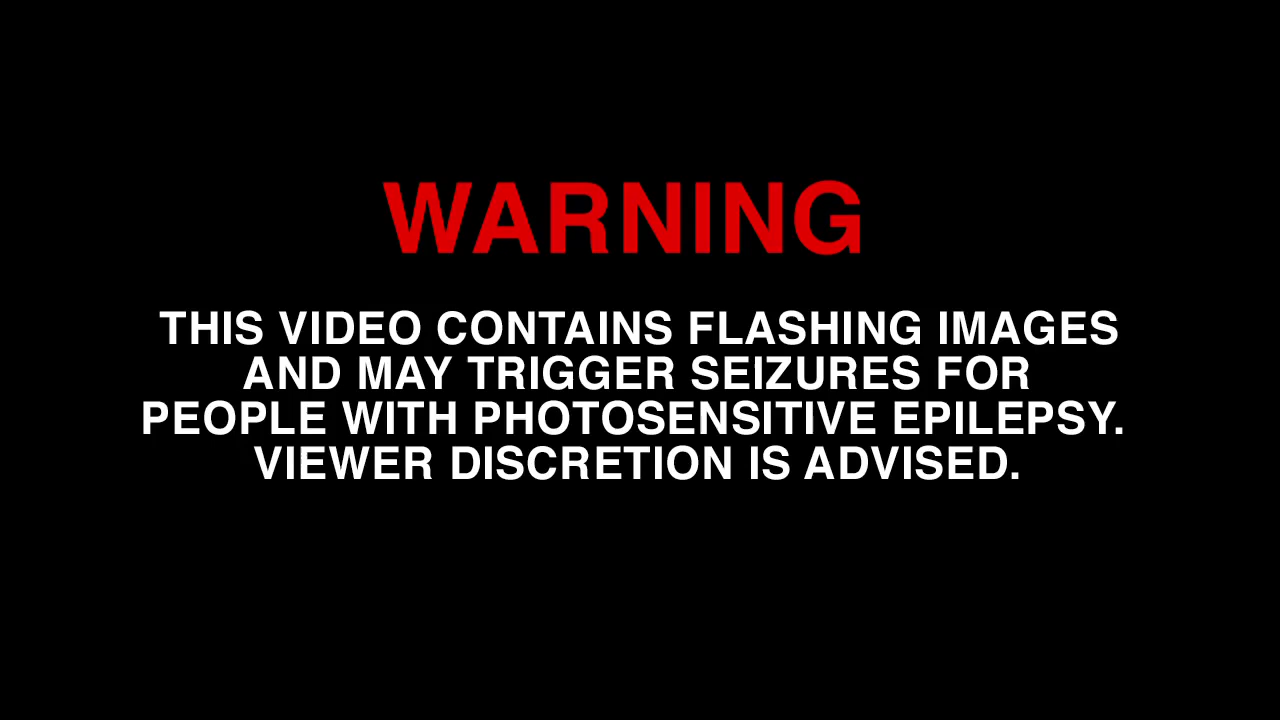 WARNING
THIS VIDEO CONTAINS FLASHING IMAGES
AND MAY TRIGGER SEIZURES FOR
PEOPLE WITH PHOTOSENSITIVE EPILEPSY.
VIEWER DISCRETION IS ADVISED.